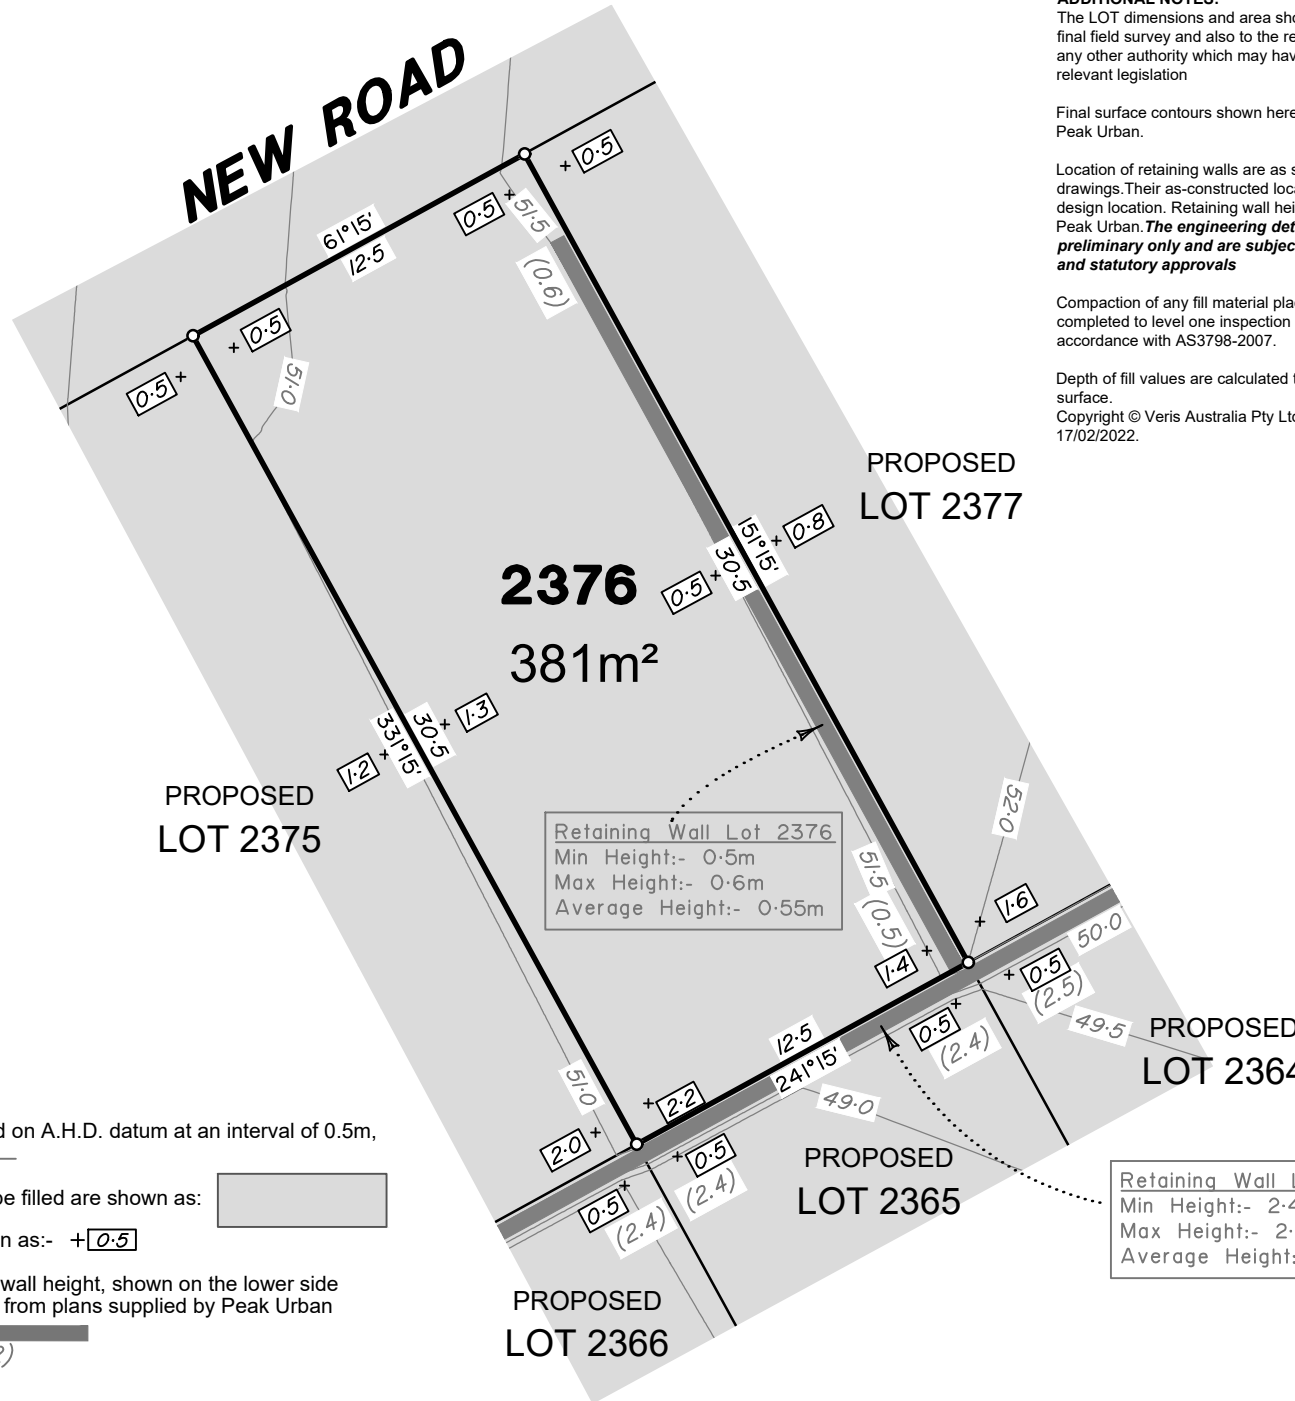 ADDITIONAL NOTES:
The LOT dimensions and area sho
final field survey and also to the re
any other authority which may hav
relevant legislation
Final surface contours shown here
Peak Urban.
Location of retaining walls are as s
drawings.Their as-constructed loca
design location. Retaining wall hei
Peak Urban.The engineering det
preliminary only and are subjec
and statutory approvals
Compaction of any fill material plac
completed to level one inspection
accordance with AS3798-2007.
Depth of fill values are calculated t
surface.
Copyright © Veris Australia Pty Ltd
17/02/2022.
NEW ROAD
61°15'
12·5
0·5
0·5
51·5
(0.6)
0·5
0·5
51·0
PROPOSED
LOT 2377
151°15'
30·5
0·8
0·5
2376
381m²
1·3
30·5
331°15'
1·2
PROPOSED
LOT 2375
Retaining Wall Lot 2376
Min Height:- 0·5m
Max Height:- 0·6m
Average Height:- 0·55m
52·0
51·5
(0.5)
1·6
1·4
50·0
0·5
(2.5)
49·5
0·5
(2.4)
PROPOSED
LOT 2364
12·5
241°15'
49·0
51·0
2·2
2·0
0·5
(2.4)
0·5
(2.4)
PROPOSED
LOT 2365
PROPOSED
LOT 2366
Retaining Wall L
Min Height:- 2·4
Max Height:- 2·
Average Height:
d on A.H.D. datum at an interval of 0.5m,
be filled are shown as:
n as:- +0·5
wall height, shown on the lower side
from plans supplied by Peak Urban